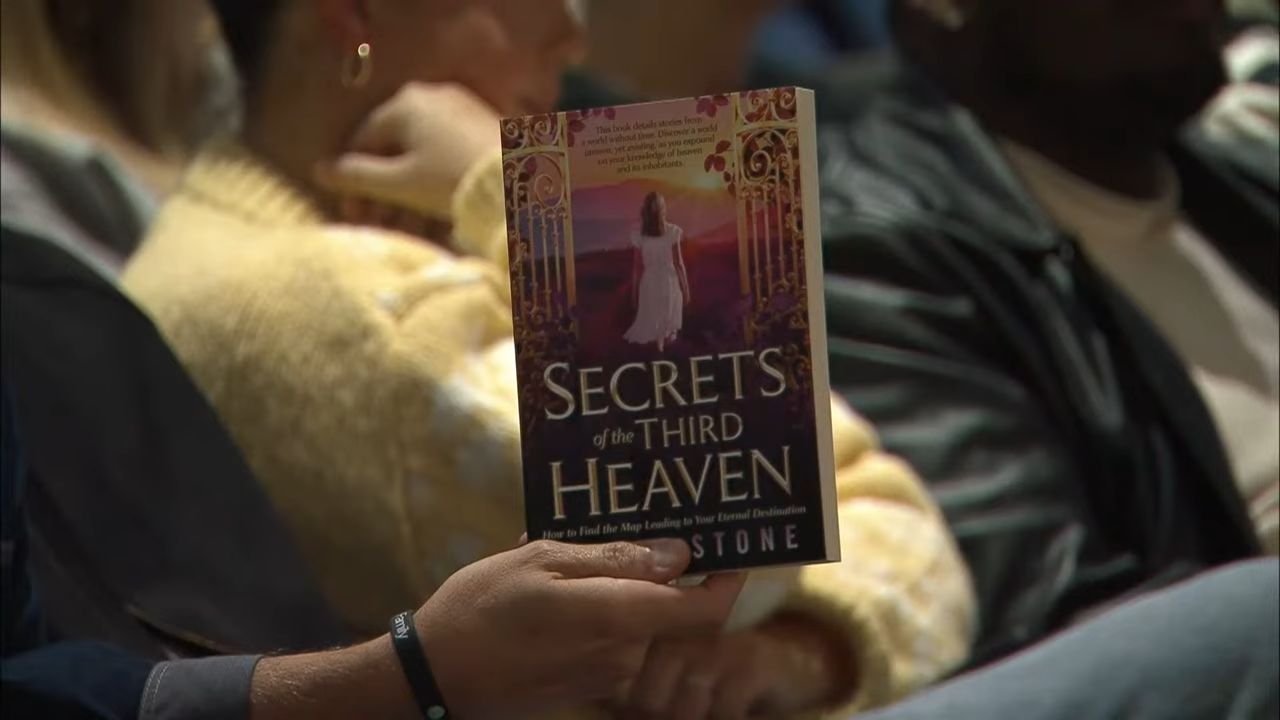 This book details stories from
a world without time. Discover a world
unseen, yet existing, as you expound
on your knowledge of heaven
and its inhabitants.
SECRETS
of the THIRD
HEAVEN
How to Find the Map Leading to Your Eternal Destination
STONE